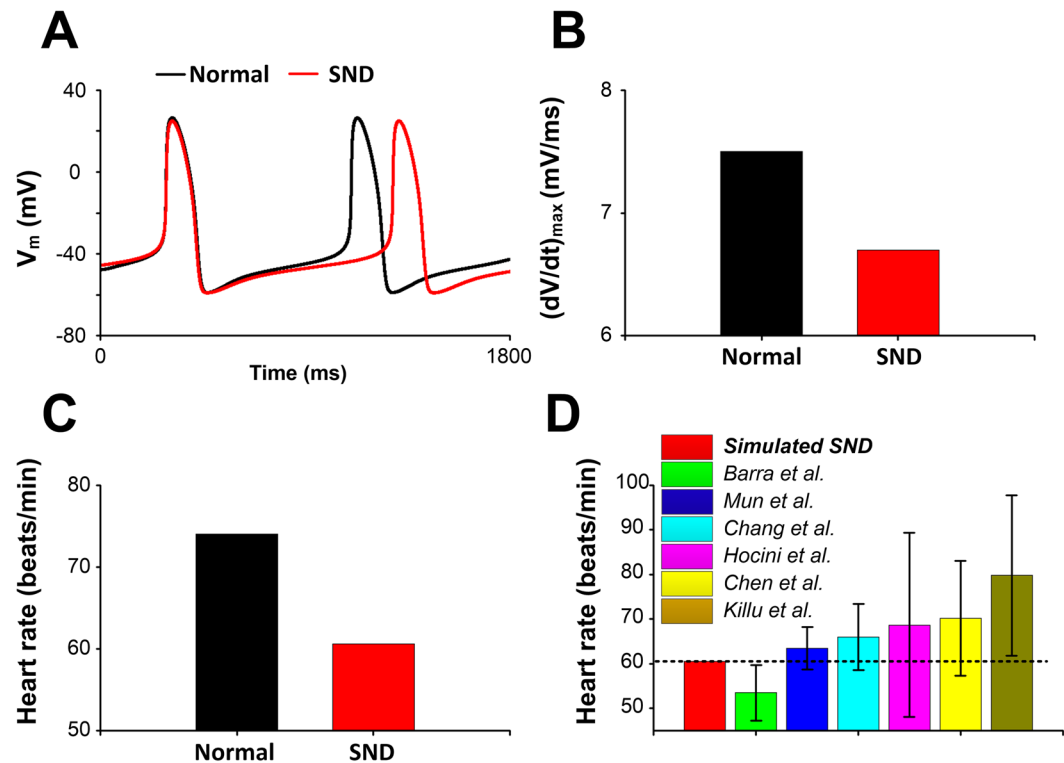 A
Normal SND
40
0
-40
-80
Vm (mV)
0 1800
Time (ms)
B
8
7
6
(dV/dt)max (mV/ms)
Normal SND
C
80
70
60
50
Heart rate (beats/min)
Normal SND
D
Simulated SND
Barra et al.
Mun et al.
Chang et al.
Hocini et al.
Chen et al.
Killu et al.
100
90
80
70
60
50
Heart rate (beats/min)